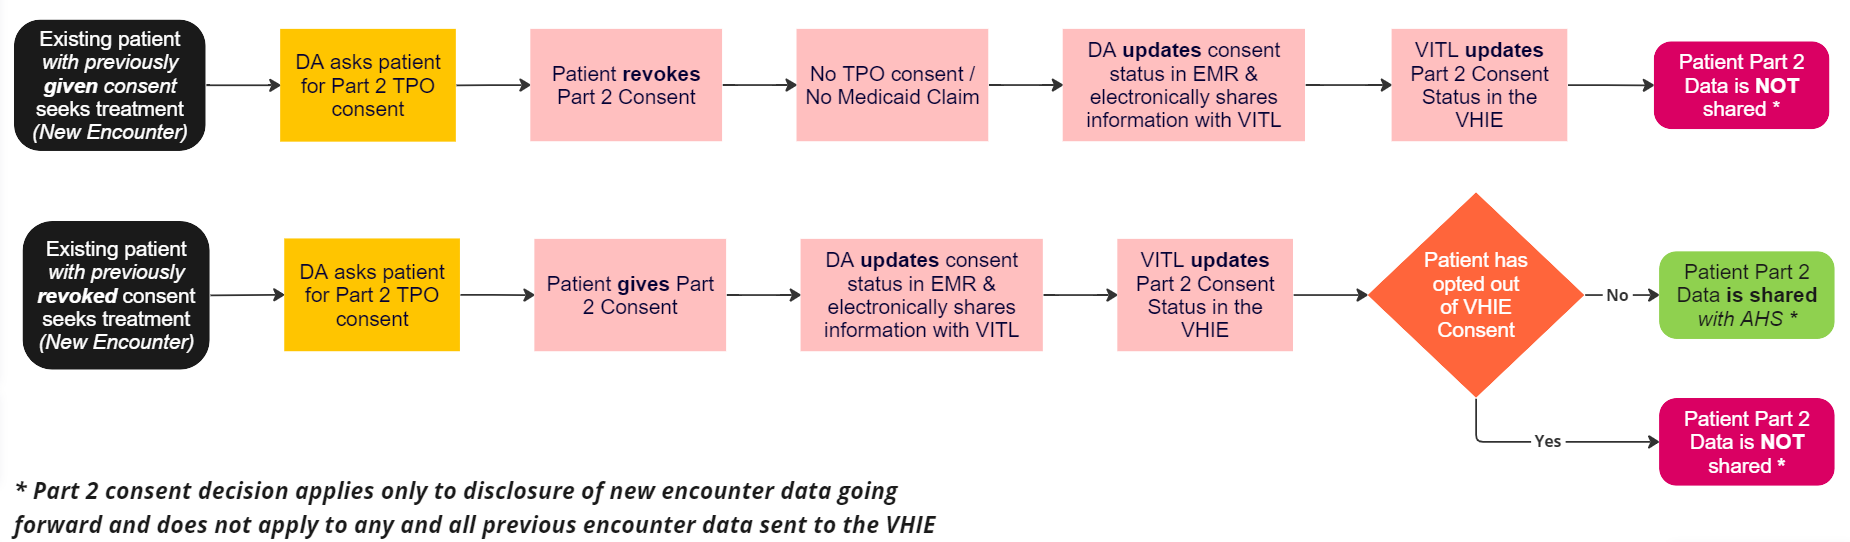 Existing patient
with previously
given consent
seeks treatment
(New Encounter)
DA asks patient
for Part 2 TPO
consent
Patient revokes
Part 2 Consent
No TPO consent /
No Medicaid Claim
DA updates consent
status in EMR &
electronically shares
information with VITL
VITL updates
Part 2 Consent
Status in the
VHIE
Patient Part 2
Data is NOT
shared *
Existing patient
with previously
revoked consent
seeks treatment
(New Encounter)
DA asks patient
for Part 2 TPO
consent
Patient gives Part
2 Consent
DA updates consent
status in EMR &
electronically shares
information with VITL
VITL updates
Part 2 Consent
Status in the
VHIE
Patient has
opted out
of VHIE
Consent
No
Patient Part 2
Data is shared
with AHS *
Yes
Patient Part 2
Data is NOT
shared *
* Part 2 consent decision applies only to disclosure of new encounter data going
forward and does not apply to any and all previous encounter data sent to the VHIE